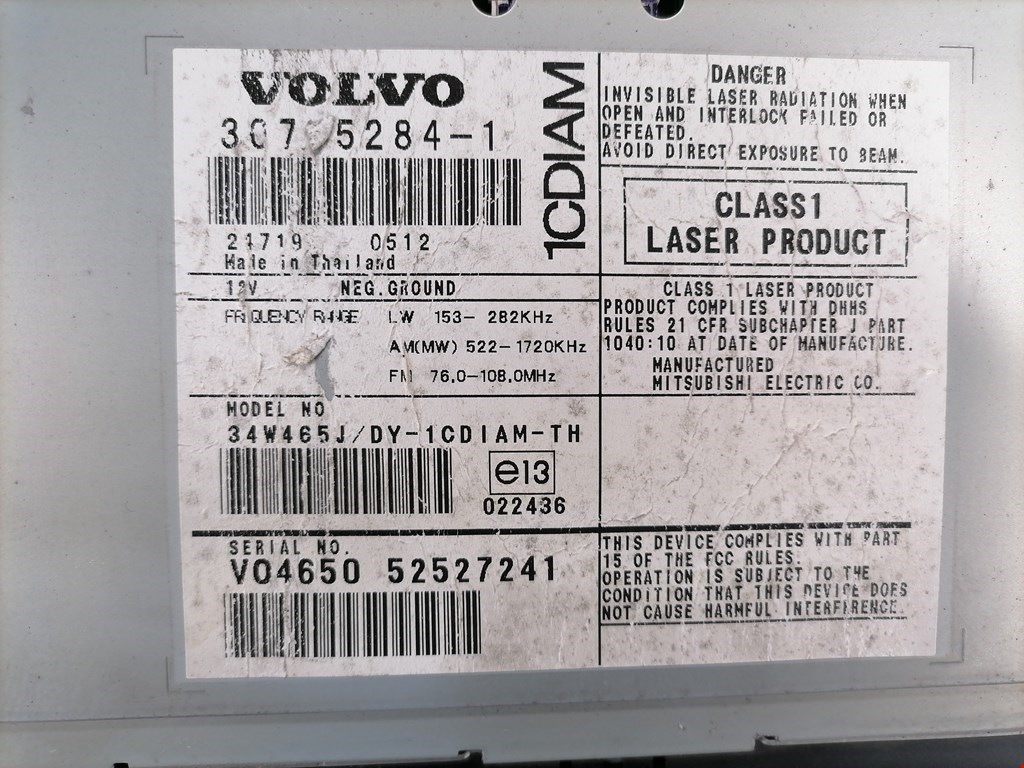 VOLVO
307 5284-1
1CDIAM
21719 0512
Made in Thailand
12V NEG.GROUND
FREQUENCY RANGE LW 153-282KHz
AM(MW) 522-1720KHz
FM 76.0-108.0MHz
MODEL NO
34W465J/DY-1CDIAM-TH
e13
022436
SERIAL NO.
V04650 52527241
DANGER
INVISIBLE LASER RADIATION WHEN
OPEN AND INTERLOCK FAILED OR
DEFEATED.
AVOID DIRECT EXPOSURE TO BEAM.
CLASS1
LASER PRODUCT
CLASS 1 LASER PRODUCT
PRODUCT COMPLIES WITH DHHS
RULES 21 CFR SUBCHAPTER J PART
1040:10 AT DATE OF MANUFACTURE.
MANUFACTURED
MITSUBISHI ELECTRIC CO.
THIS DEVICE COMPLIES WITH PART
15 OF THE FCC RULES.
OPERATION IS SUBJECT TO THE
CONDITION THAT THIS DEVICE DOES
NOT CAUSE HARMFUL INTERFERENCE.